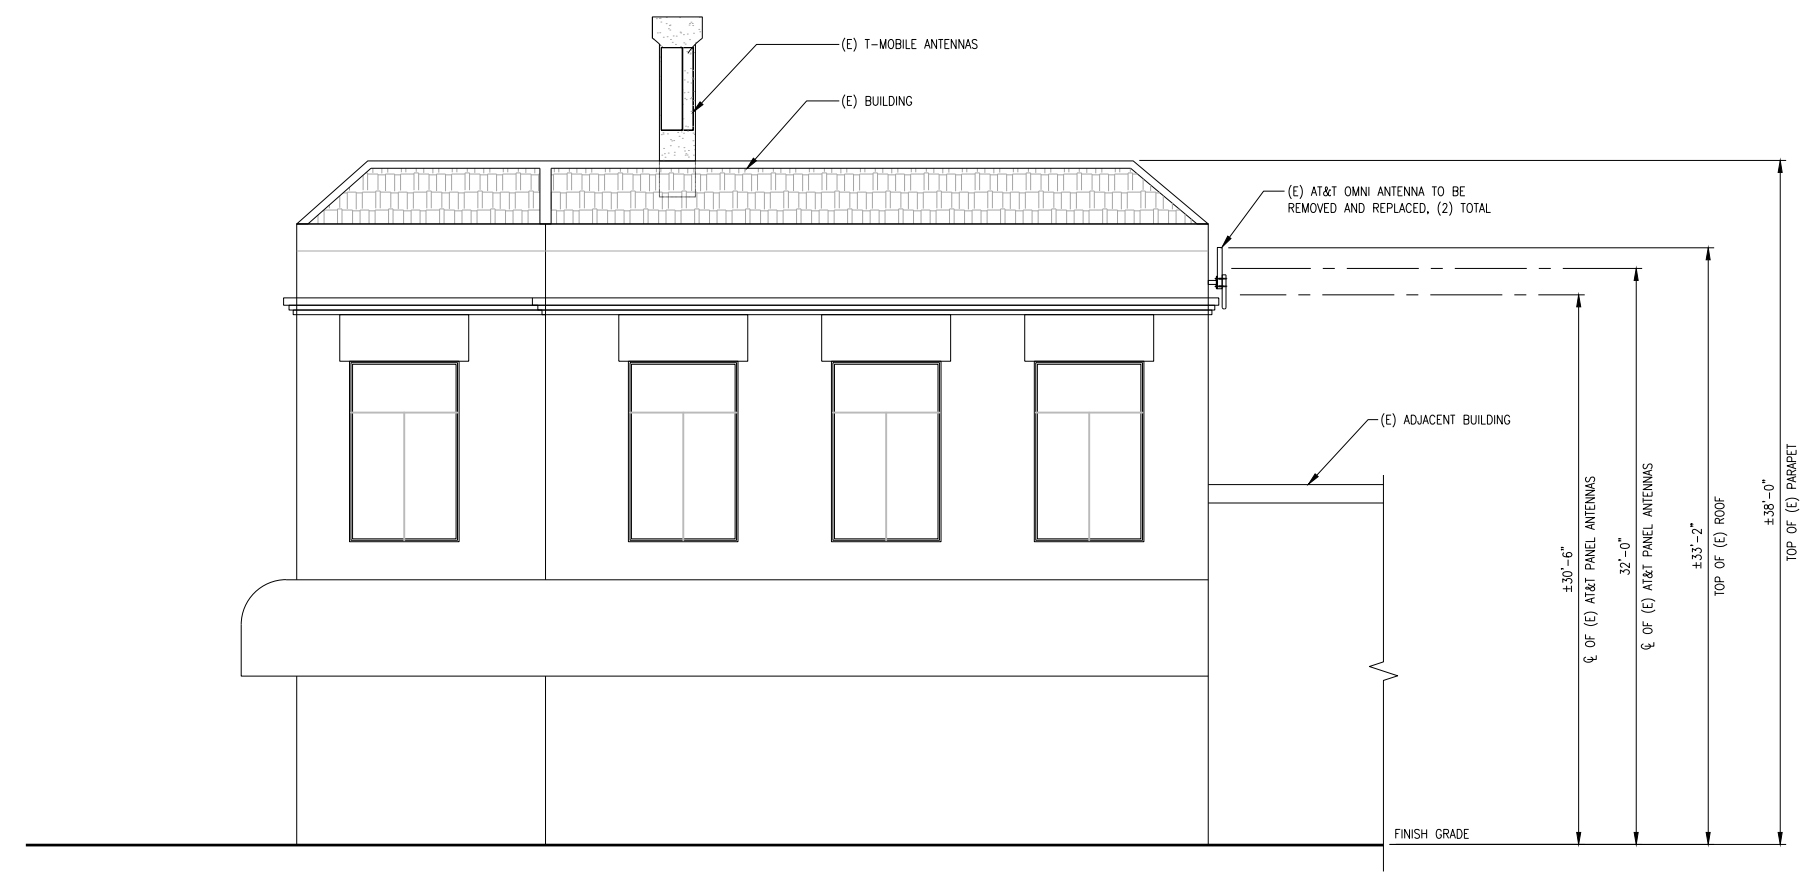 (E) T-MOBILE ANTENNAS
(E) BUILDING
(E) AT&T OMNI ANTENNA TO BE
REMOVED AND REPLACED, (2) TOTAL
(E) ADJACENT BUILDING
±30'-6"
℄ OF (E) AT&T PANEL ANTENNAS
32'-0"
℄ OF (E) AT&T PANEL ANTENNAS
±33'-2"
TOP OF (E) ROOF
±38'-0"
TOP OF (E) PARAPET
FINISH GRADE